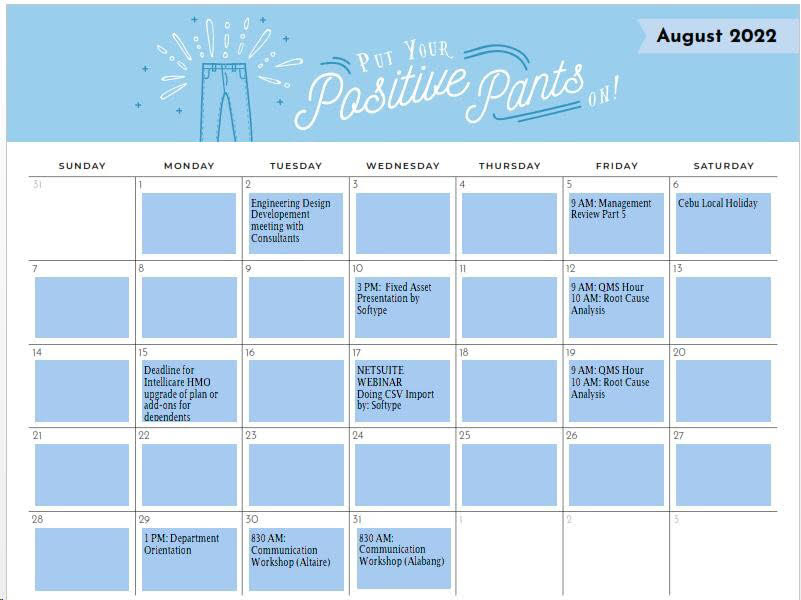 August 2022
PUT YOUR
Positive Pants ON!
SUNDAY MONDAY TUESDAY WEDNESDAY THURSDAY FRIDAY SATURDAY
31 1 2 3 4 5 6
Engineering Design
Developement
meeting with
Consultants
9 AM: Management
Review Part 5
Cebu Local Holiday
7 8 9 10 11 12 13
3 PM: Fixed Asset
Presentation by
Softype
9 AM: QMS Hour
10 AM: Root Cause
Analysis
14 15 16 17 18 19 20
Deadline for
Intellicare HMO
upgrade of plan or
add-ons for
dependents
NETSUITE
WEBINAR
Doing CSV Import
by: Softype
9 AM: QMS Hour
10 AM: Root Cause
Analysis
21 22 23 24 25 26 27
28 29 30 31 1 2 3
1 PM: Department
Orientation
830 AM:
Communication
Workshop (Altaire)
830 AM:
Communication
Workshop (Alabang)